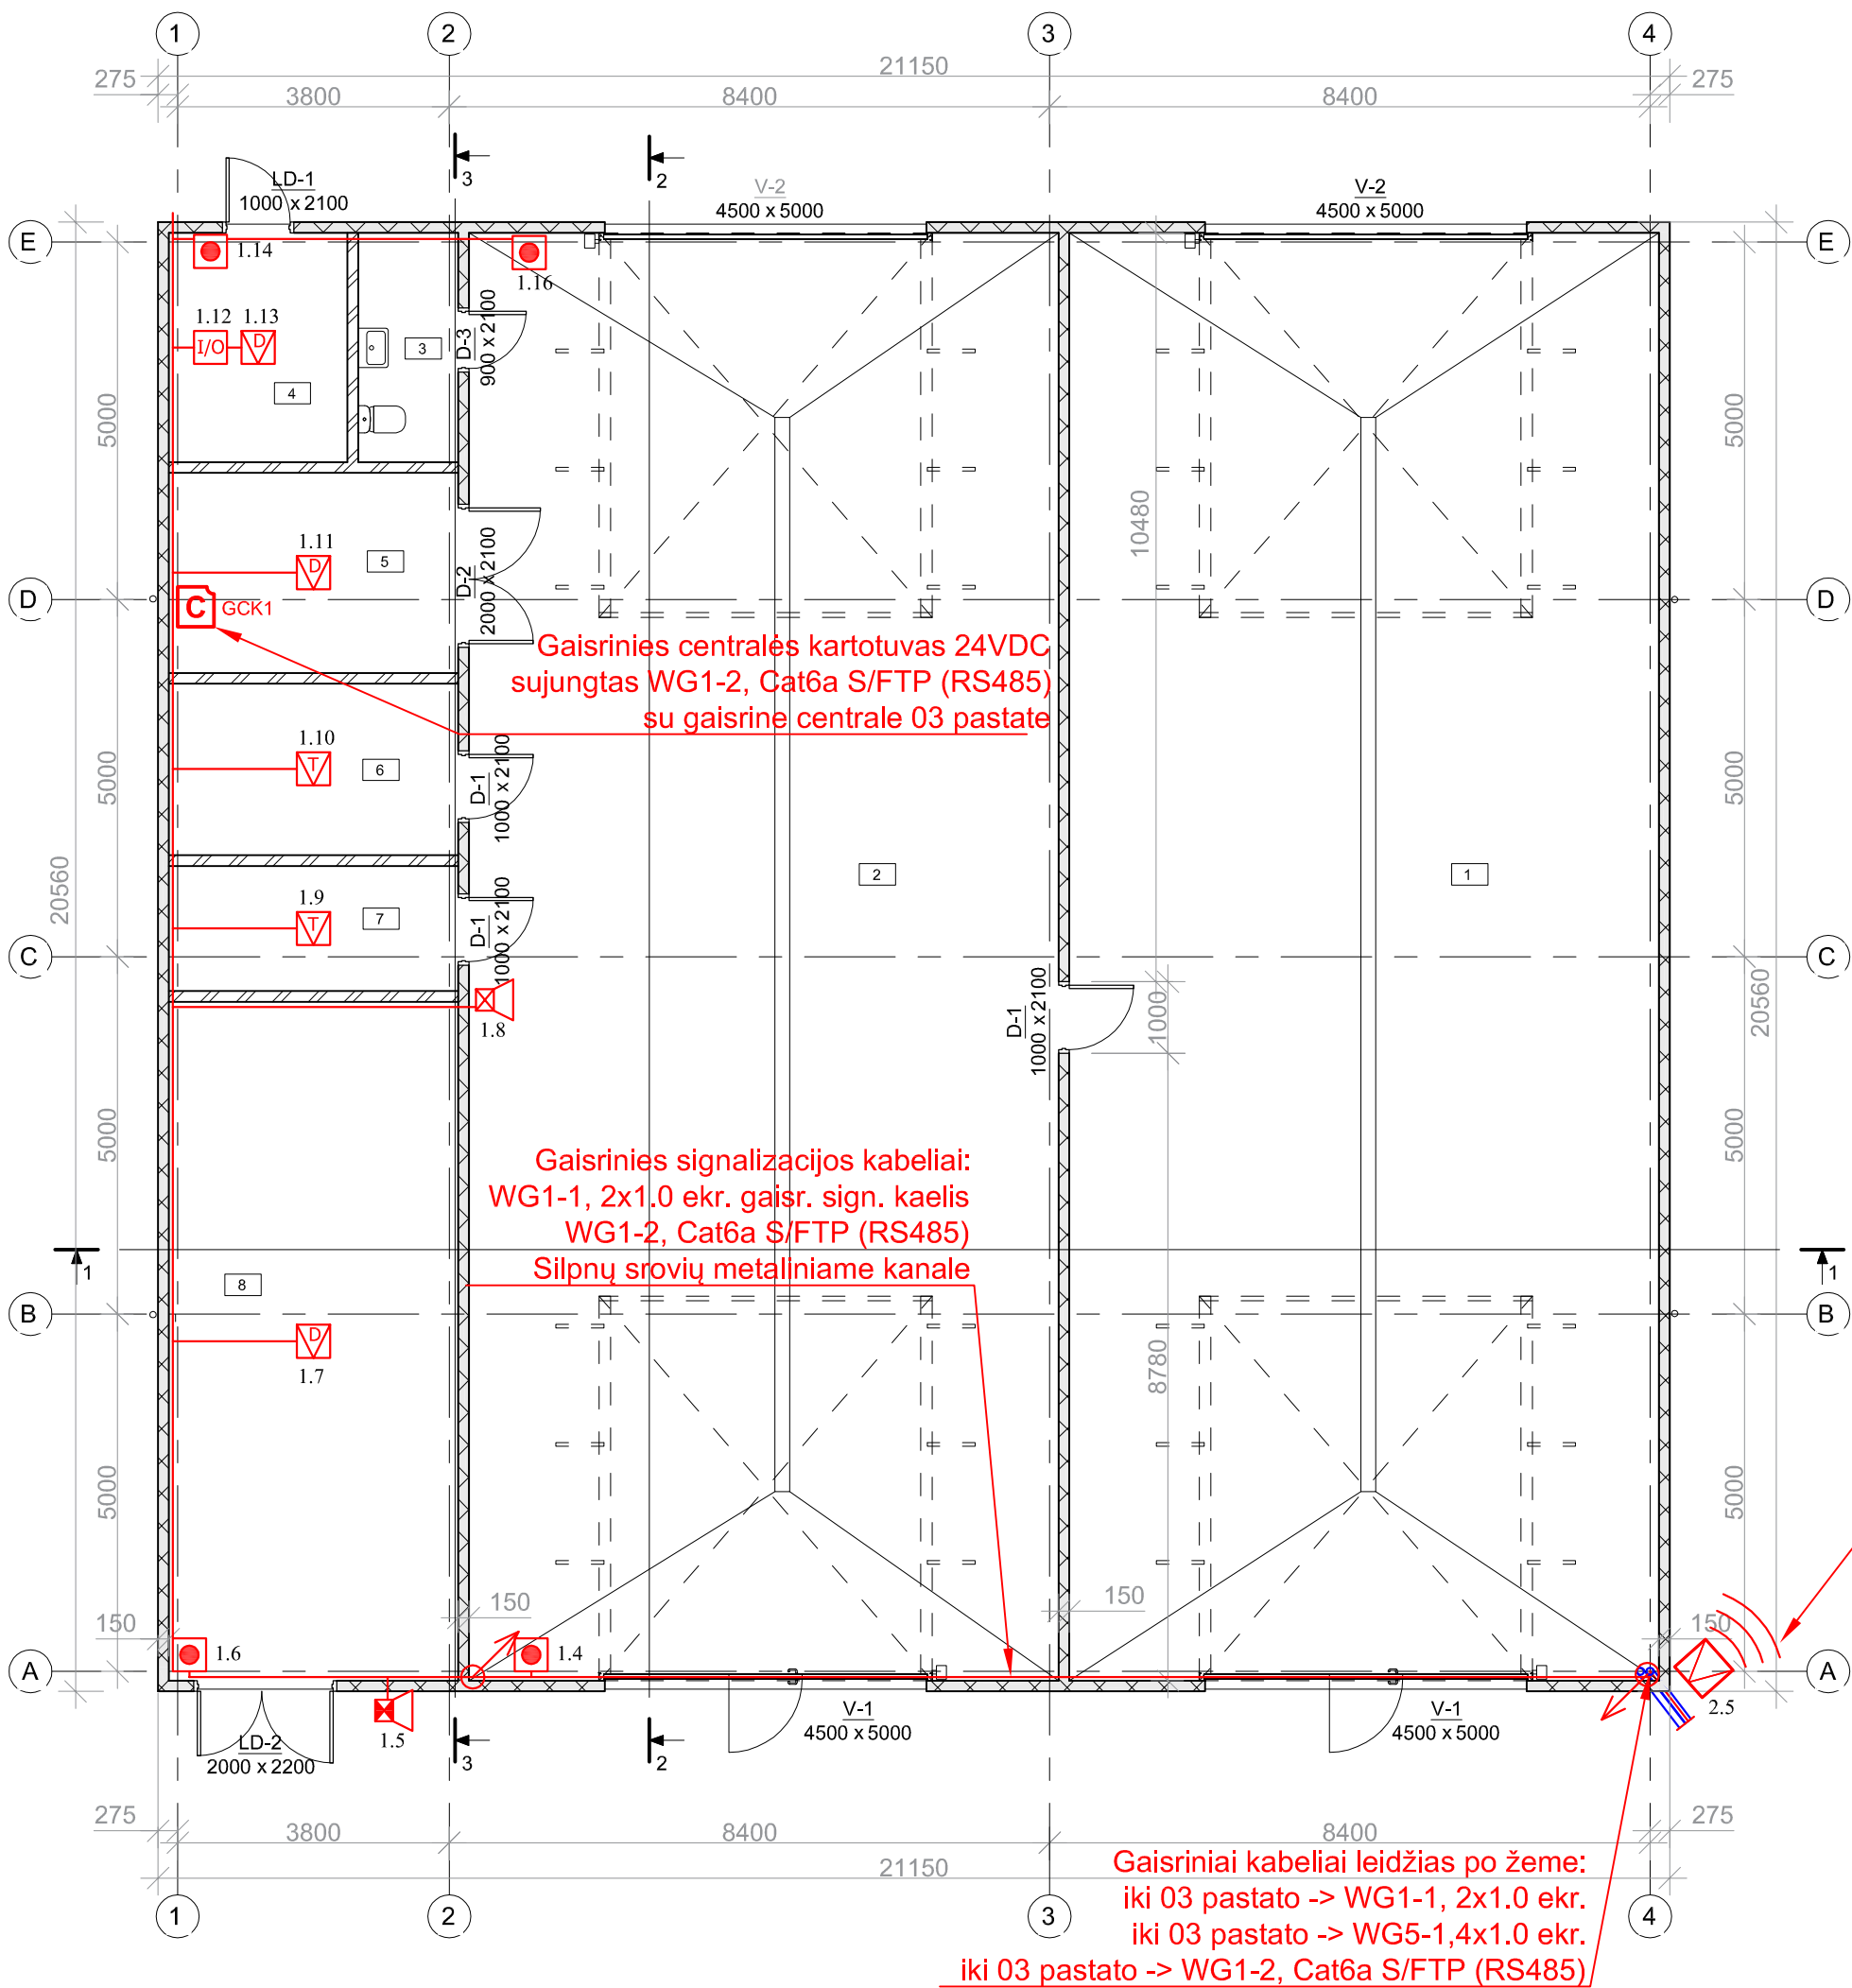 1
2
3
4
275
21150
275
3800
8400
8400
3
2
LD-1
1000 x 2100
V-2
4500 x 5000
V-2
4500 x 5000
E
E
1.14
1.16
1.12
1.13
I/O
D
3
4
D-3
900 x 2100
5000
5000
10480
1.11
D
5
D-2
2000 x 2100
D
D
C
GCK1
Gaisrinies centralės kartotuvas 24VDC
sujungtas WG1-2, Cat6a S/FTP (RS485)
su gaisrine centrale 03 pastate
1.10
T
6
D-1
1000 x 2100
5000
5000
20560
2
1
1.9
T
7
D-1
1000 x 2100
C
C
1.8
D-1
1000 x 2100
1000
20560
5000
5000
Gaisrinies signalizacijos kabeliai:
WG1-1, 2x1.0 ekr. gaisr. sign. kaelis
WG1-2, Cat6a S/FTP (RS485)
Silpnų srovių metaliniame kanale
1
1
8
B
B
D
1.7
8780
5000
5000
150
150
150
150
1.6
1.4
A
A
1.5
2.5
LD-2
2000 x 2200
V-1
4500 x 5000
V-1
4500 x 5000
3
2
275
3800
8400
8400
275
21150
Gaisriniai kabeliai leidžias po žeme:
iki 03 pastato -> WG1-1, 2x1.0 ekr.
iki 03 pastato -> WG5-1,4x1.0 ekr.
iki 03 pastato -> WG1-2, Cat6a S/FTP (RS485)
1
2
3
4